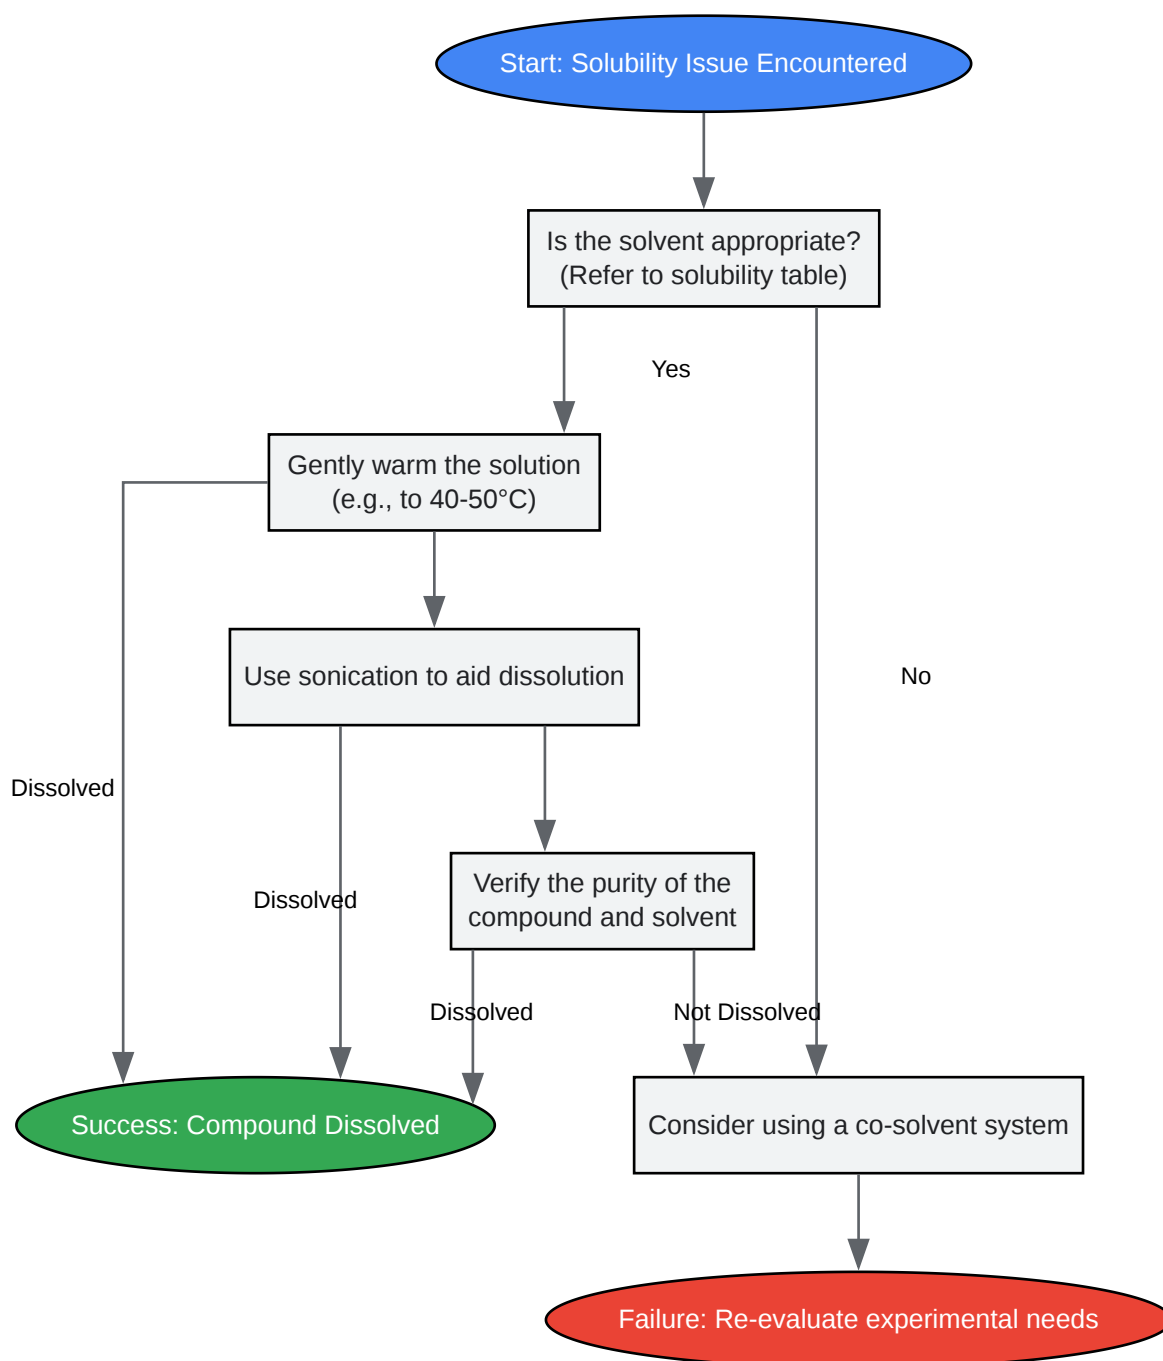 Start: Solubility Issue Encountered
Is the solvent appropriate?
(Refer to solubility table)
Yes
Gently warm the solution
(e.g., to 40-50°C)
Use sonication to aid dissolution
No
Dissolved
Dissolved
Verify the purity of the
compound and solvent
Dissolved
Not Dissolved
Success: Compound Dissolved
Consider using a co-solvent system
Failure: Re-evaluate experimental needs